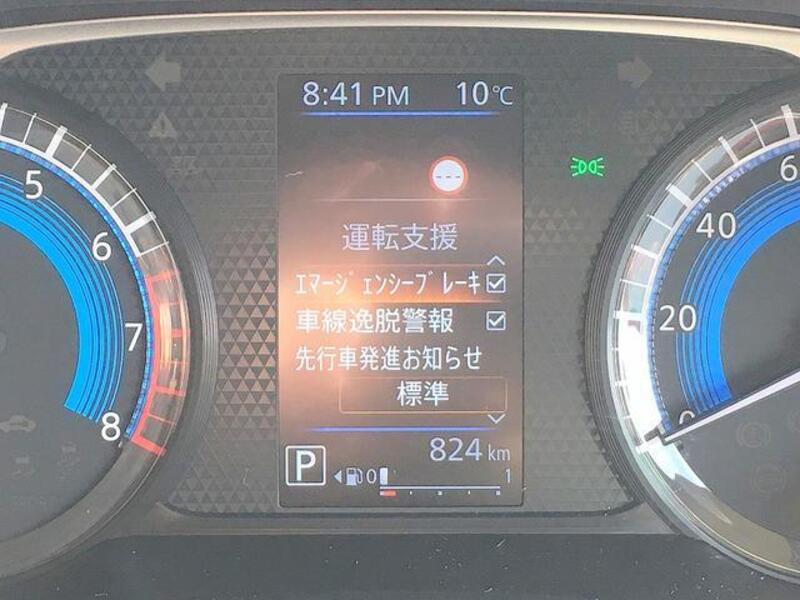 8:41 PM 10℃
---
運転支援
ｴﾏｰｼﾞｪﾝｼｰﾌﾞﾚｰｷ
車線逸脱警報
先行車発進お知らせ
標準
824 km
P 0 1
5
6
7
8
6
40
20
0